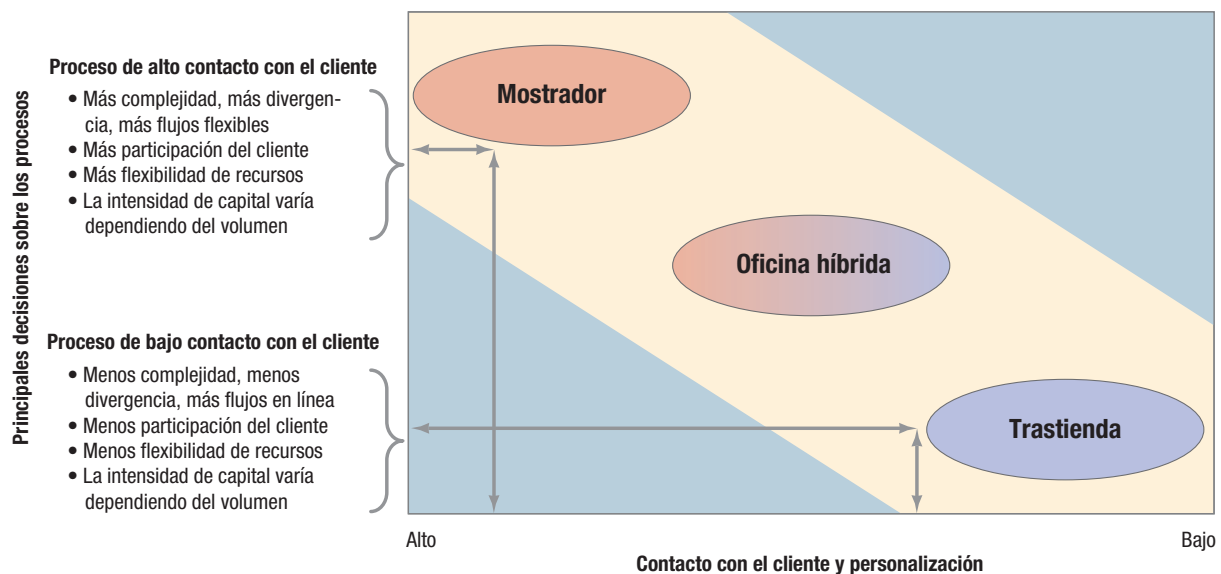 Principales decisiones sobre los procesos
Proceso de alto contacto con el cliente
• Más complejidad, más divergen-
cia, más flujos flexibles
• Más participación del cliente
• Más flexibilidad de recursos
• La intensidad de capital varía
dependiendo del volumen
Proceso de bajo contacto con el cliente
• Menos complejidad, menos
divergencia, más flujos en línea
• Menos participación del cliente
• Menos flexibilidad de recursos
• La intensidad de capital varía
dependiendo del volumen
Mostrador
Oficina híbrida
Trastienda
Alto
Bajo
Contacto con el cliente y personalización